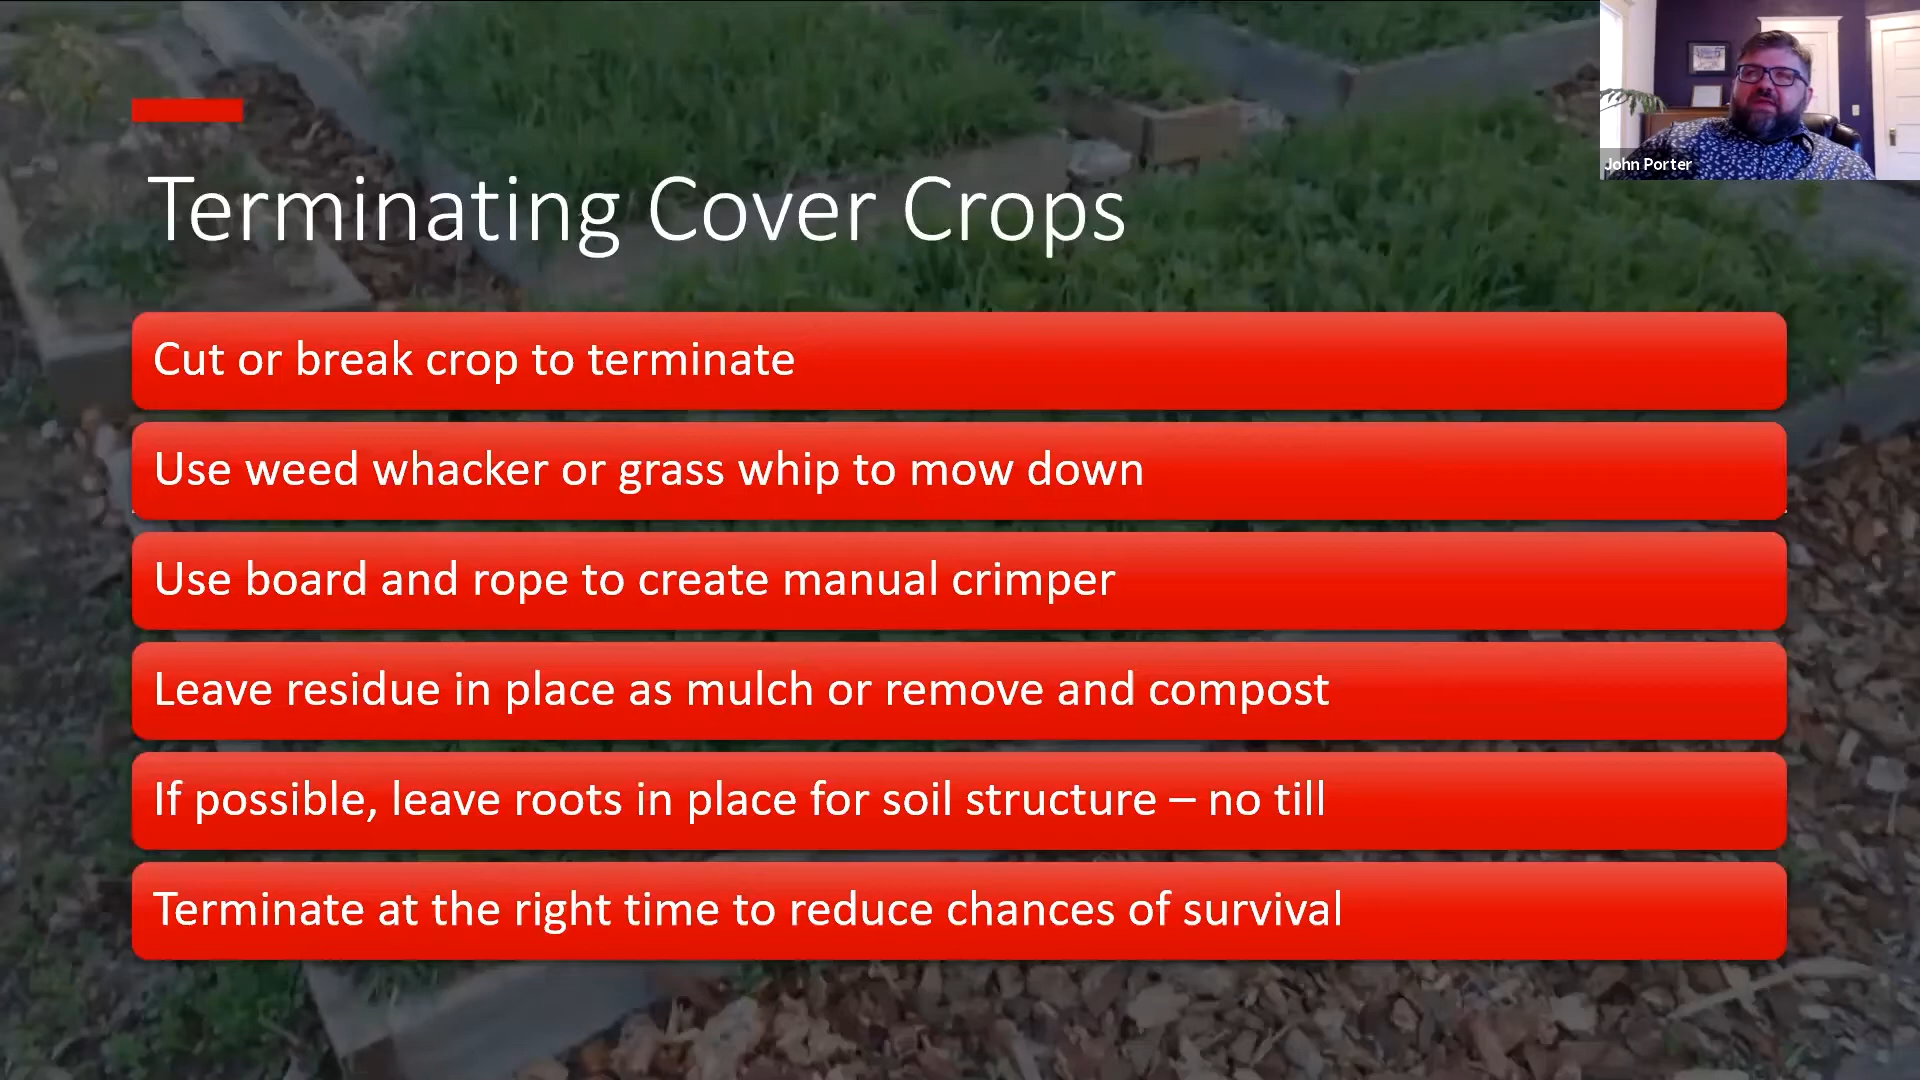 John Porter
Terminating Cover Crops
Cut or break crop to terminate
Use weed whacker or grass whip to mow down
Use board and rope to create manual crimper
Leave residue in place as mulch or remove and compost
If possible, leave roots in place for soil structure – no till
Terminate at the right time to reduce chances of survival